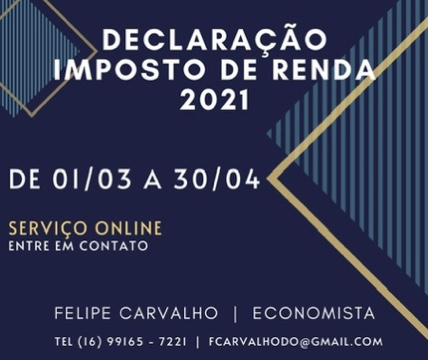 DECLARAÇÃO
IMPOSTO DE RENDA
2021
DE 01/03 A 30/04
SERVIÇO ONLINE
ENTRE EM CONTATO
FELIPE CARVALHO | ECONOMISTA
TEL (16) 99165 - 7221 | FCARVALHODO@GMAIL.COM